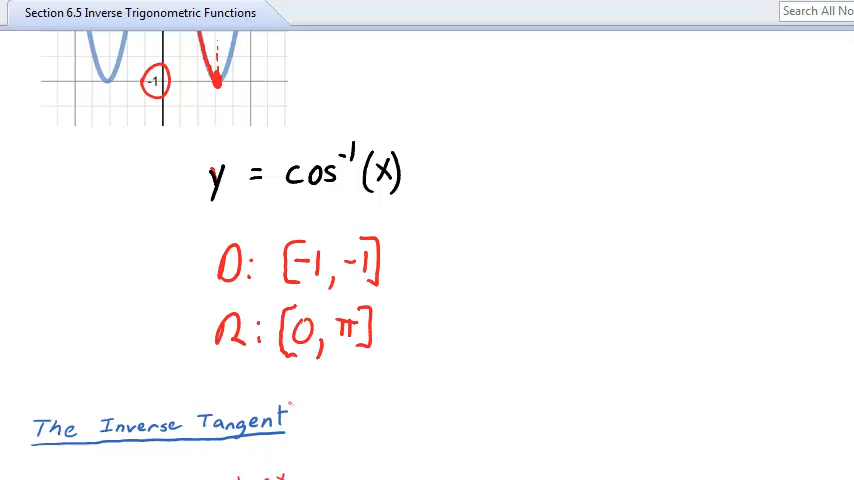 Section 6.5 Inverse Trigonometric Functions
Search All No
-1
y = cos⁻¹(x)
D: [-1, -1]
R: [0, π]
The Inverse Tangent